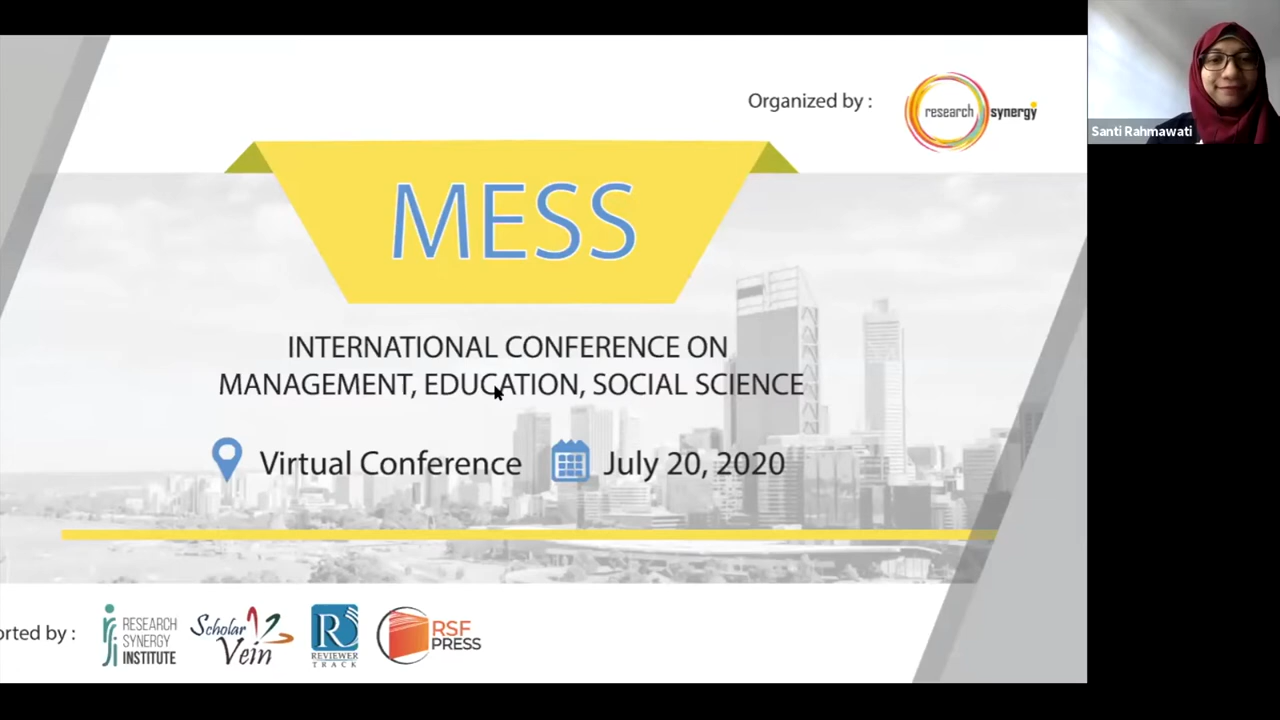 Organized by :
research synergy
Santi Rahmawati
MESS
INTERNATIONAL CONFERENCE ON
MANAGEMENT, EDUCATION, SOCIAL SCIENCE
Virtual Conference
July 20, 2020
orted by :
RESEARCH
SYNERGY
INSTITUTE
Scholar
Vein
R
REVIEWER
TRACK
RSF
PRESS